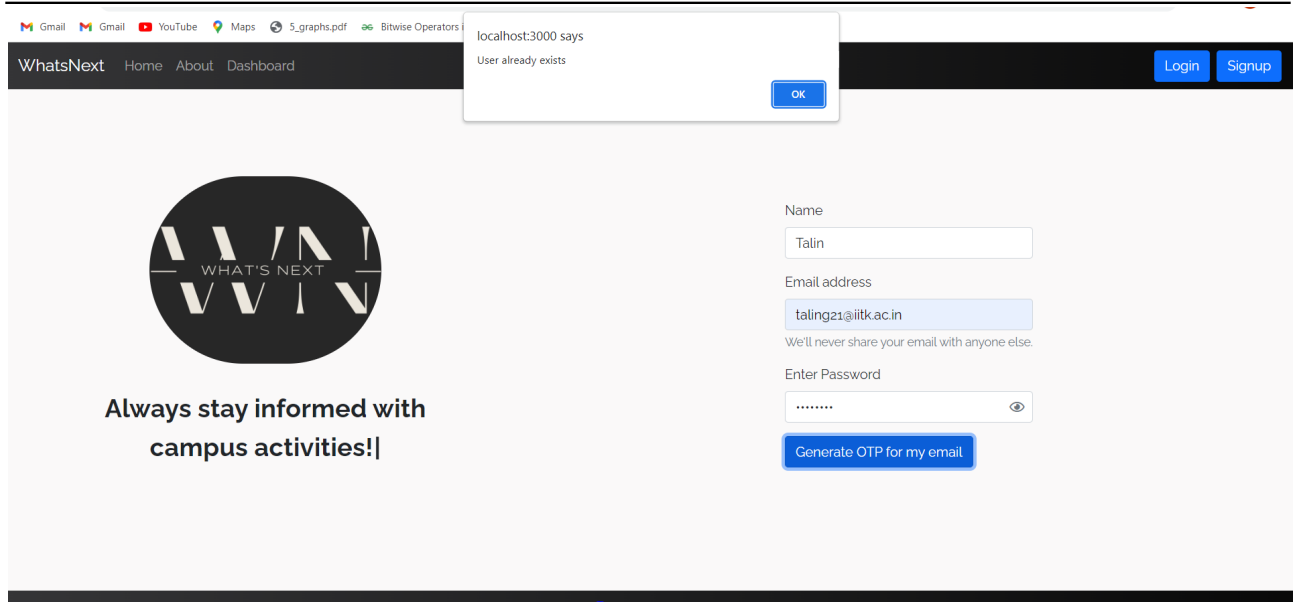 Gmail Gmail YouTube Maps 5_graphs.pdf Bitwise Operators i
localhost:3000 says
User already exists
OK
WhatsNext Home About Dashboard Login Signup
WHAT'S NEXT
Always stay informed with
campus activities!|
Name
Talin
Email address
taling21@iitk.ac.in
We'll never share your email with anyone else.
Enter Password
········
Generate OTP for my email